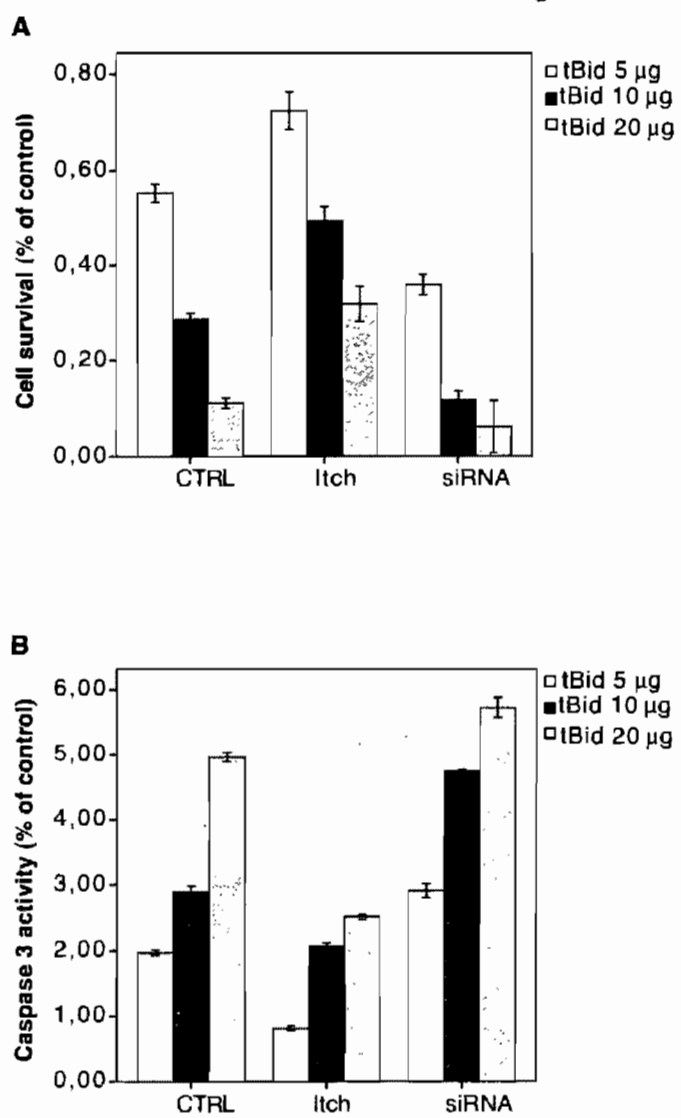 A
Cell survival (% of control)
0,80
0,60
0,40
0,20
0,00
CTRL Itch siRNA
tBid 5 µg
tBid 10 µg
tBid 20 µg
B
Caspase 3 activity (% of control)
6,00
5,00
4,00
3,00
2,00
1,00
0,00
CTRL Itch siRNA
tBid 5 µg
tBid 10 µg
tBid 20 µg